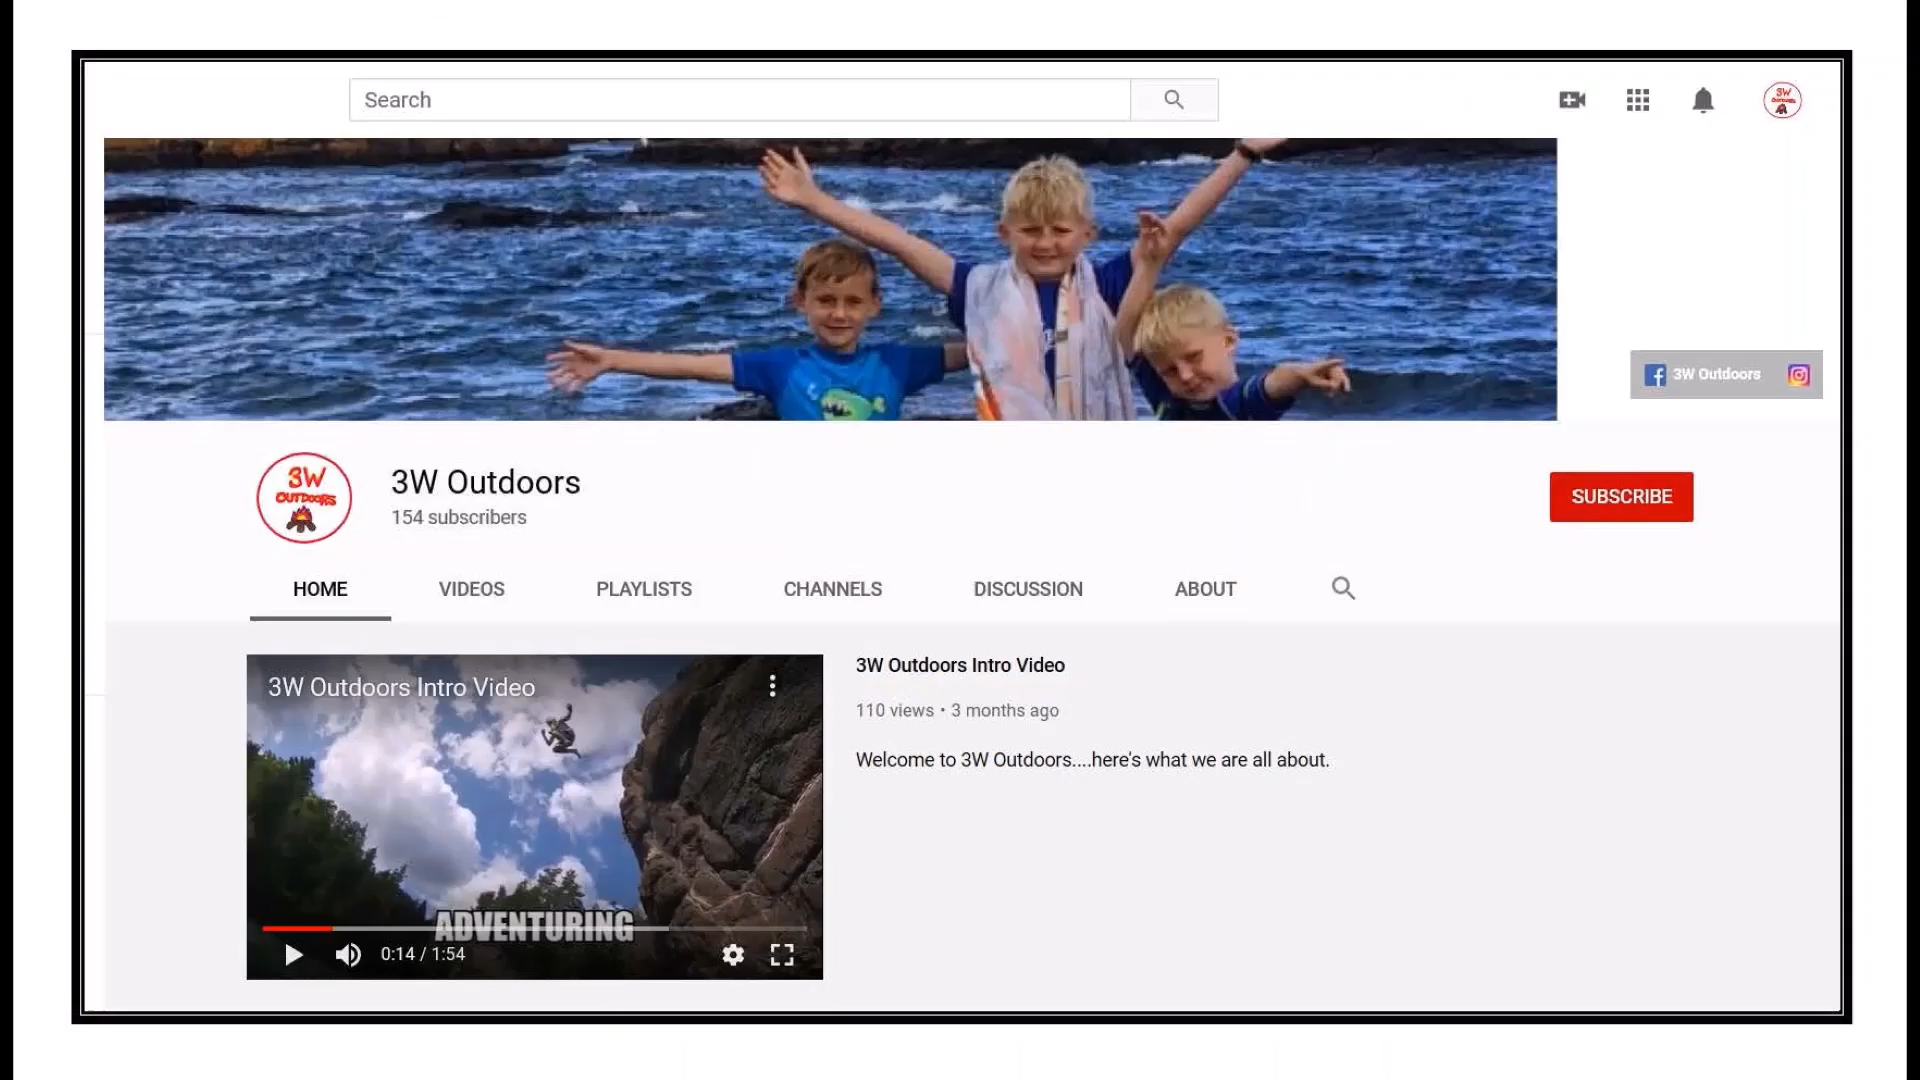 Search
3W
OUTDOORS
3W Outdoors
3W
OUTDOORS
3W Outdoors
154 subscribers
SUBSCRIBE
HOME
VIDEOS
PLAYLISTS
CHANNELS
DISCUSSION
ABOUT
3W Outdoors Intro Video
ADVENTURING
0:14 / 1:54
3W Outdoors Intro Video
110 views • 3 months ago
Welcome to 3W Outdoors....here's what we are all about.